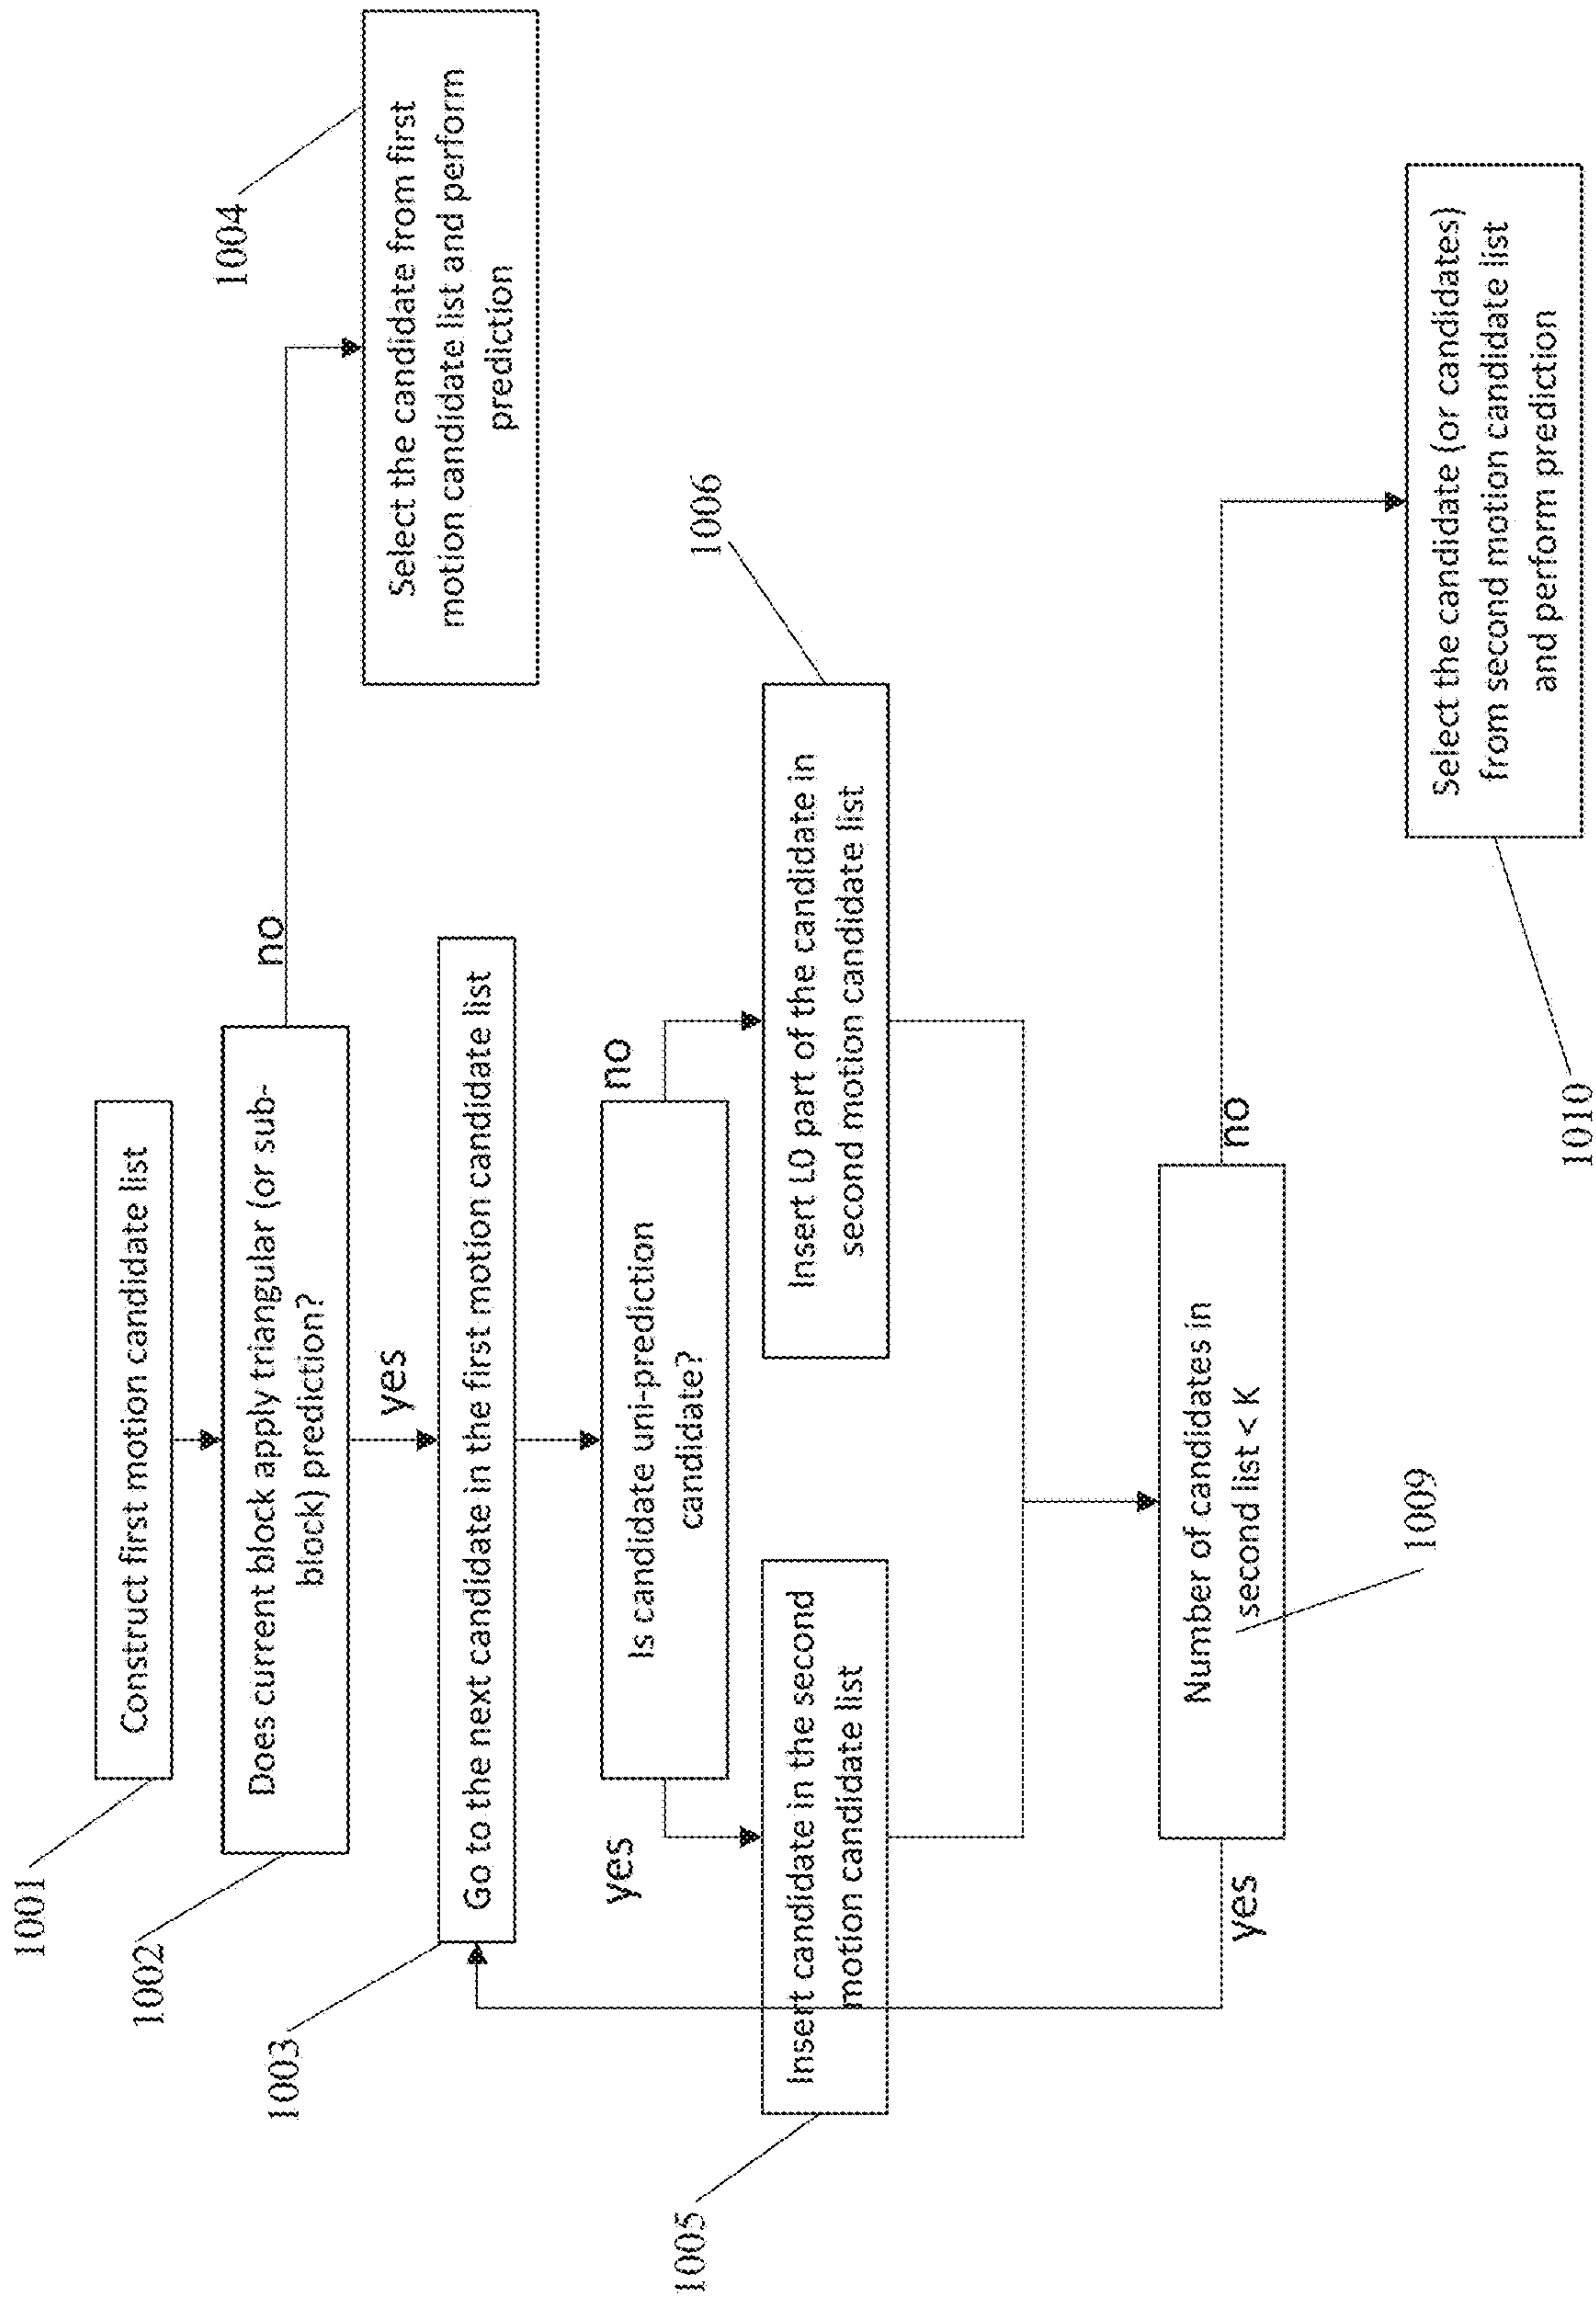 1001
Construct first motion candidate list
1002
Does current block apply triangular (or sub-
block) prediction?
no
1004
Select the candidate from first
motion candidate list and perform
prediction
yes
1003
Go to the next candidate in the first motion candidate list
Is candidate uni-prediction
candidate?
yes
no
1005
Insert candidate in the second
motion candidate list
1006
Insert L0 part of the candidate in
second motion candidate list
Number of candidates in
second list < K
1009
yes
no
1010
Select the candidate (or candidates)
from second motion candidate list
and perform prediction